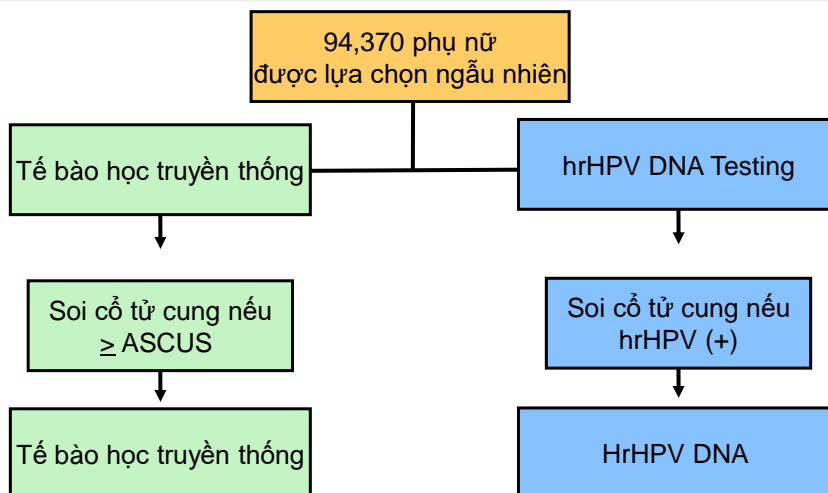 94,370 phụ nữ
được lựa chọn ngẫu nhiên
Tế bào học truyền thống
hrHPV DNA Testing
Soi cổ tử cung nếu
≥ ASCUS
Soi cổ tử cung nếu
hrHPV (+)
Tế bào học truyền thống
HrHPV DNA